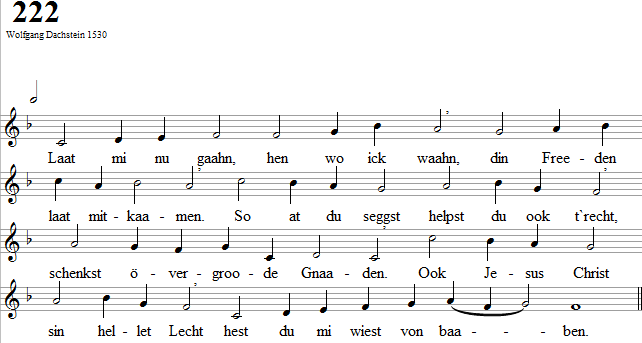 222
Wolfgang Dachstein 1530
Laat mi nu gaahn, hen wo ick waahn, din Free - den
laat mit - kaa - men. So at du seggst helpst du ook t`recht,
schenkst ö - ver - groo - de Gnaa - den. Ook Je - sus Christ
sin hel - let Lecht hest du mi wiest von baa - - - ben.